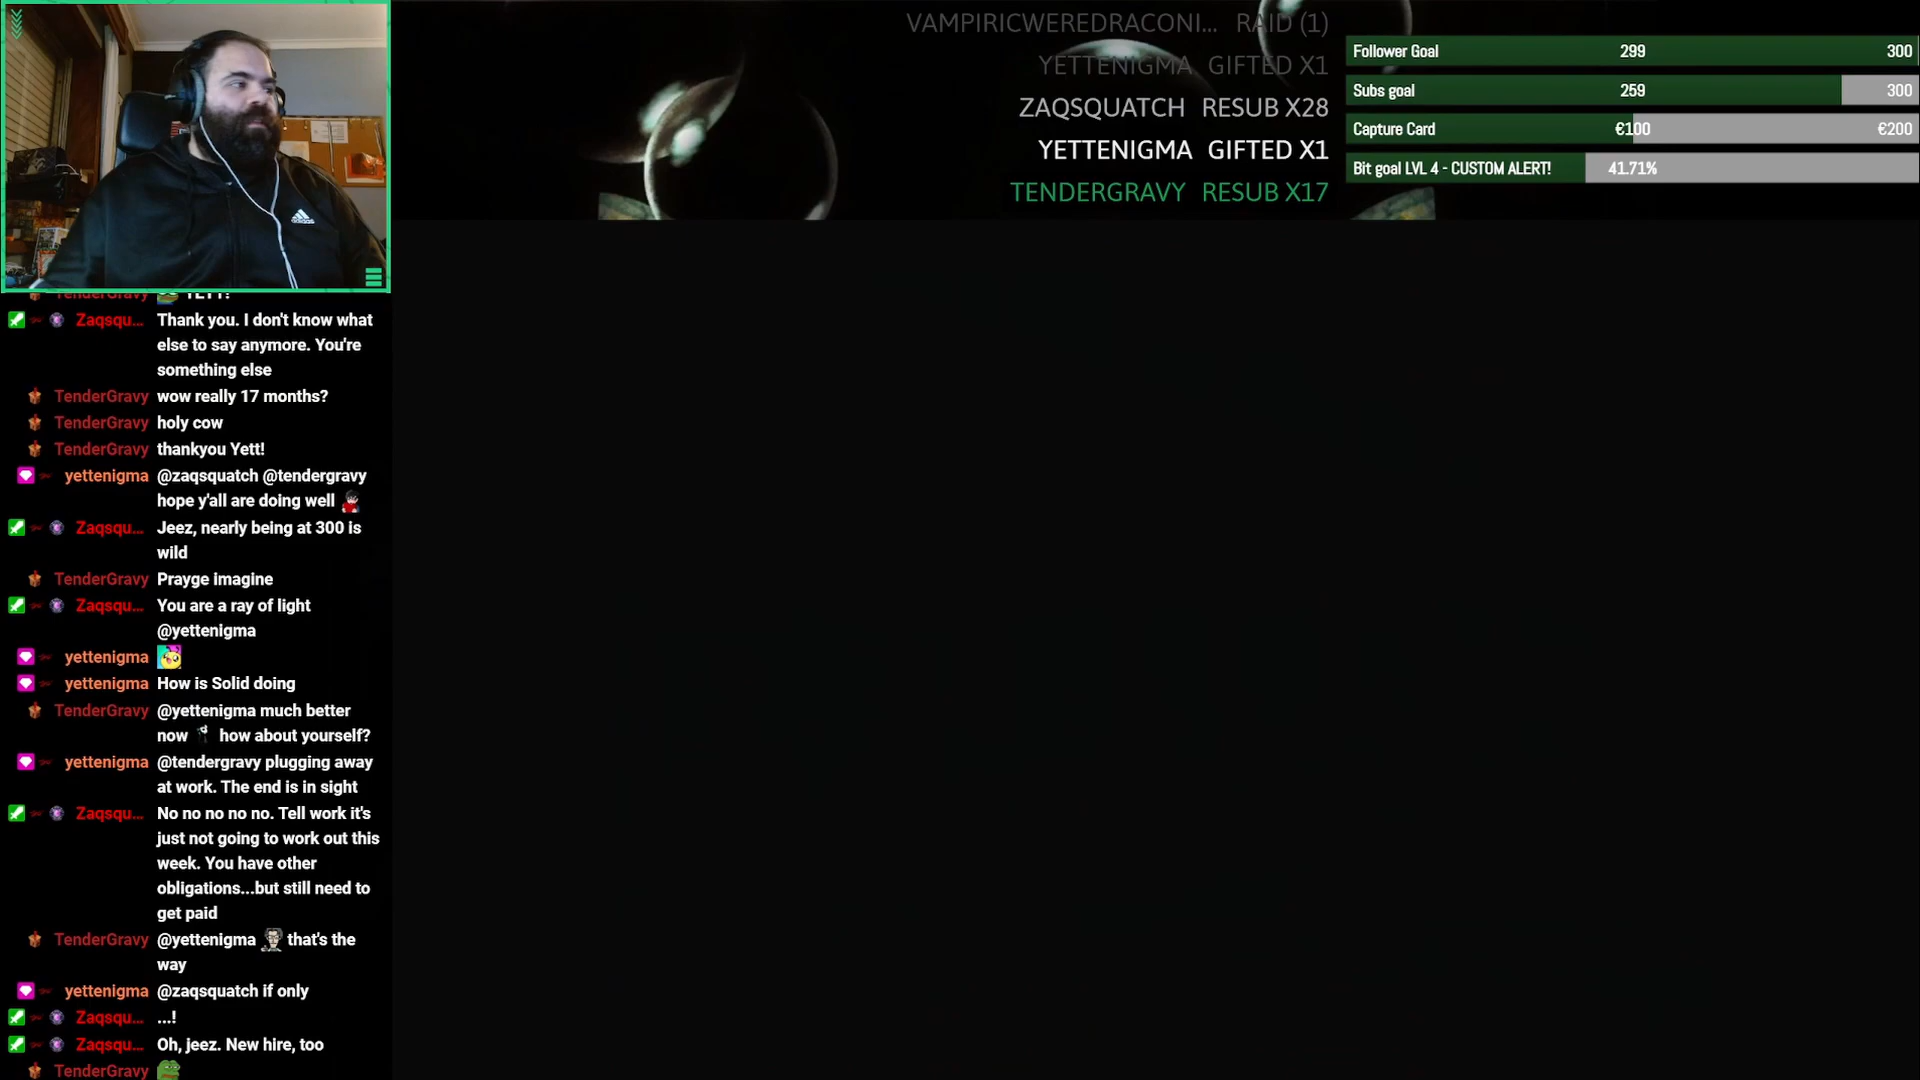 VAMPIRICWEREDRACONI... RAID (1)
YETTENIGMA GIFTED X1
ZAQSQUATCH RESUB X28
YETTENIGMA GIFTED X1
TENDERGRAVY RESUB X17
Follower Goal 299 300
Subs goal 259 300
Capture Card €100 €200
Bit goal LVL 4 - CUSTOM ALERT! 41.71%
adidas
TenderGravy YETT!
Zaqsqu... Thank you. I don't know what
else to say anymore. You're
something else
TenderGravy wow really 17 months?
TenderGravy holy cow
TenderGravy thankyou Yett!
yettenigma @zaqsquatch @tendergravy
hope y'all are doing well
Zaqsqu... Jeez, nearly being at 300 is
wild
TenderGravy Prayge imagine
Zaqsqu... You are a ray of light
@yettenigma
yettenigma
yettenigma How is Solid doing
TenderGravy @yettenigma much better
now how about yourself?
yettenigma @tendergravy plugging away
at work. The end is in sight
Zaqsqu... No no no no no. Tell work it's
just not going to work out this
week. You have other
obligations...but still need to
get paid
TenderGravy @yettenigma that's the
way
yettenigma @zaqsquatch if only
Zaqsqu... ...!
Zaqsqu... Oh, jeez. New hire, too
TenderGravy